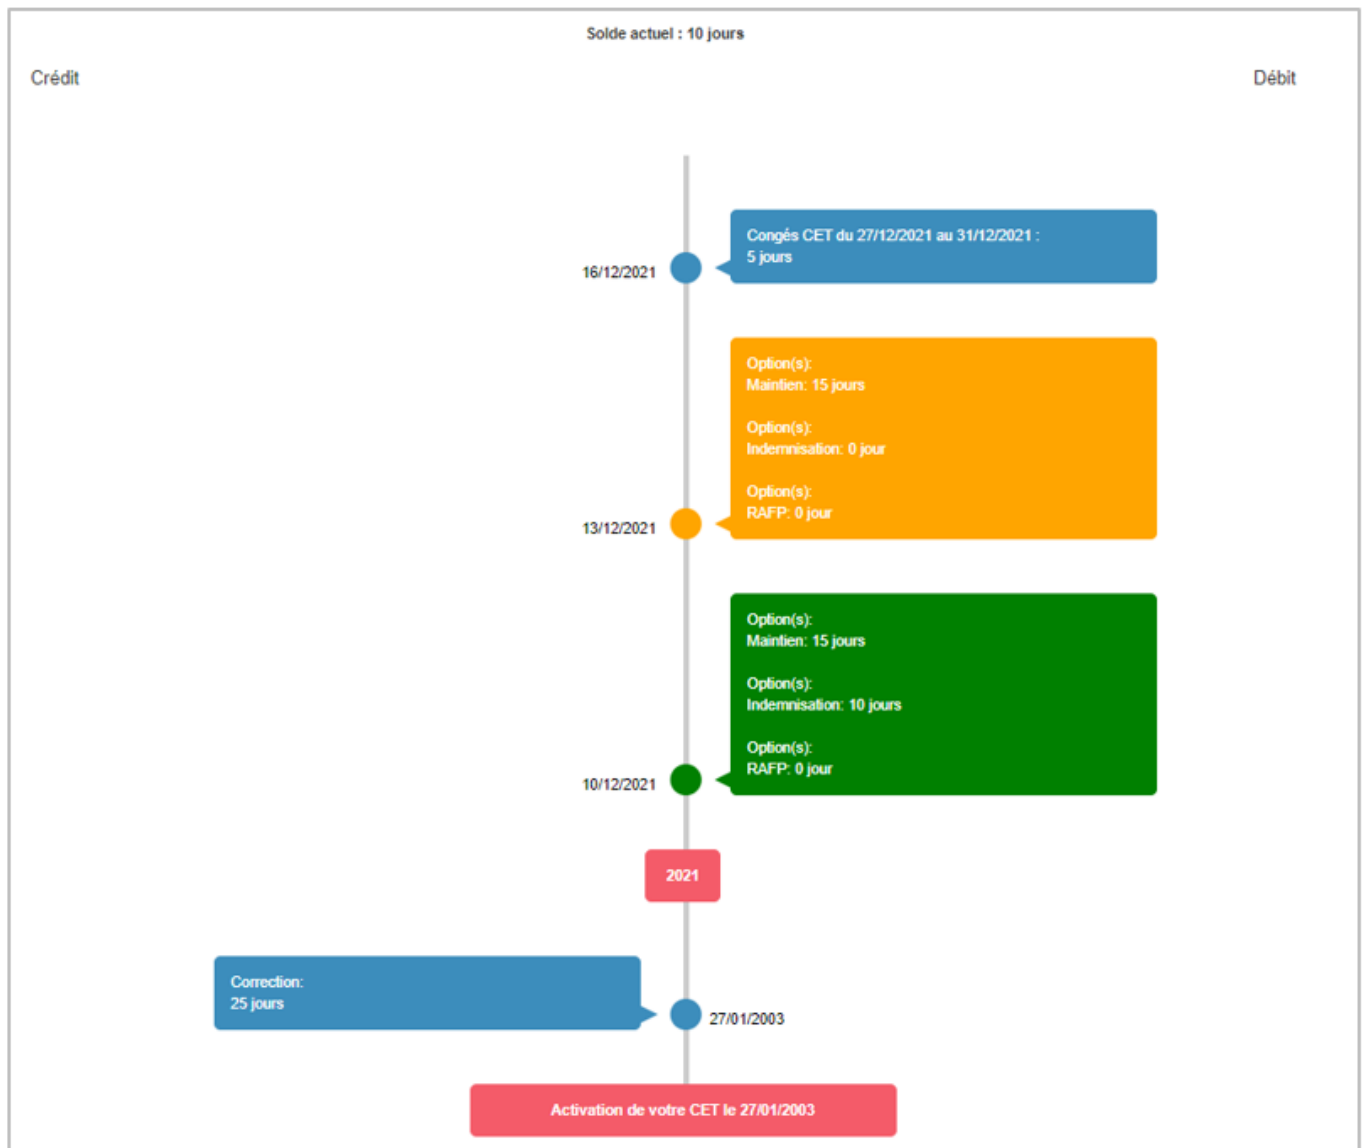 Solde actuel : 10 jours
Crédit
Débit
Congés CET du 27/12/2021 au 31/12/2021 :
5 jours
16/12/2021
Option(s):
Maintien: 15 jours
Option(s):
Indemnisation: 0 jour
Option(s):
RAFP: 0 jour
13/12/2021
Option(s):
Maintien: 15 jours
Option(s):
Indemnisation: 10 jours
Option(s):
RAFP: 0 jour
10/12/2021
2021
Correction:
25 jours
27/01/2003
Activation de votre CET le 27/01/2003